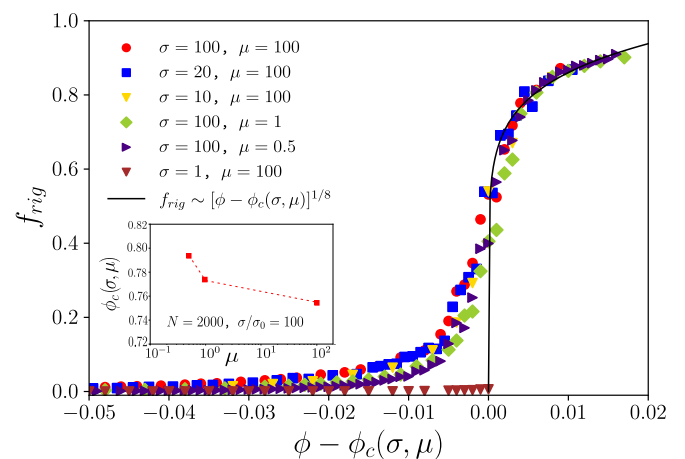 1.0
0.8
0.6
0.4
0.2
0.0
f_rig
σ = 100, μ = 100
σ = 20, μ = 100
σ = 10, μ = 100
σ = 100, μ = 1
σ = 100, μ = 0.5
σ = 1, μ = 100
f_rig ∼ [ϕ − ϕ_c(σ, μ)]^{1/8}
0.82
0.80
0.78
0.76
0.74
0.72
ϕ_c(σ, μ)
N = 2000, σ/σ_0 = 100
10^{−1} 10^0 10^1 10^2
μ
−0.05 −0.04 −0.03 −0.02 −0.01 0.00 0.01 0.02
ϕ − ϕ_c(σ, μ)